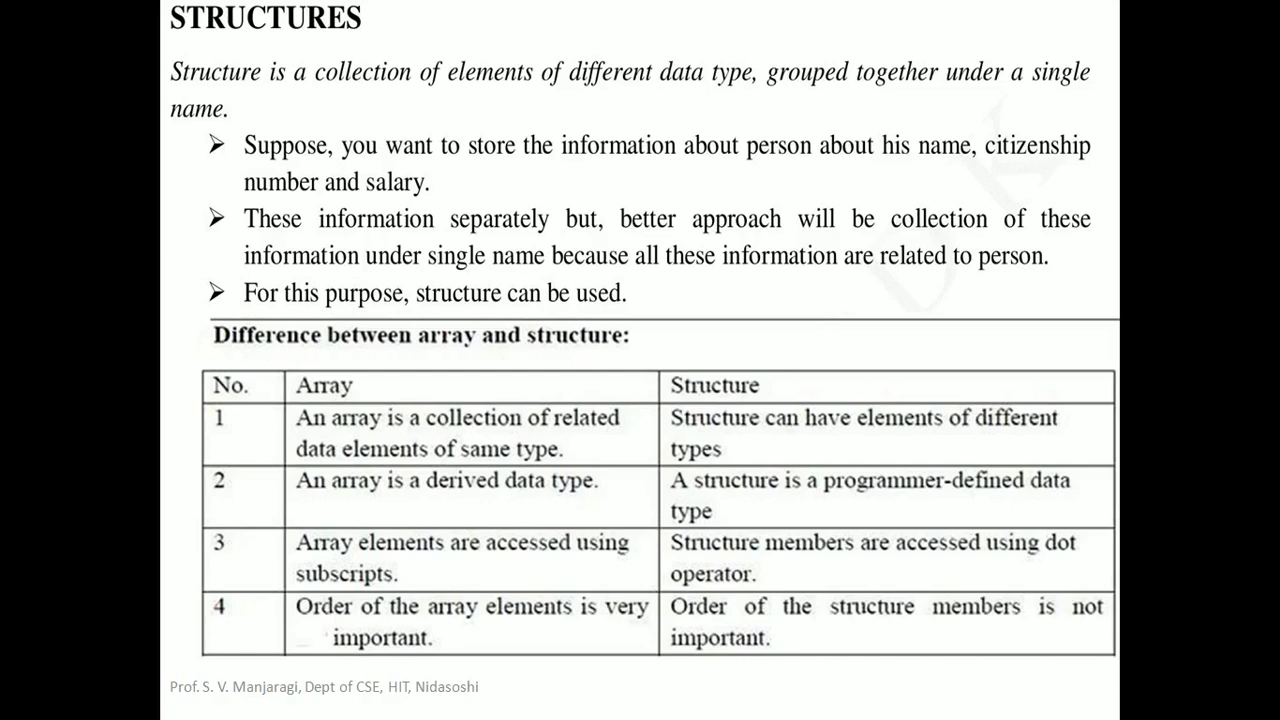 STRUCTURES
Structure is a collection of elements of different data type, grouped together under a single
name.
➢ Suppose, you want to store the information about person about his name, citizenship
number and salary.
➢ These information separately but, better approach will be collection of these
information under single name because all these information are related to person.
➢ For this purpose, structure can be used.
Difference between array and structure:
No. Array Structure
1 An array is a collection of related Structure can have elements of different
data elements of same type. types
2 An array is a derived data type. A structure is a programmer-defined data
type
3 Array elements are accessed using Structure members are accessed using dot
subscripts. operator.
4 Order of the array elements is very Order of the structure members is not
important. important.
Prof. S. V. Manjaragi, Dept of CSE, HIT, Nidasoshi